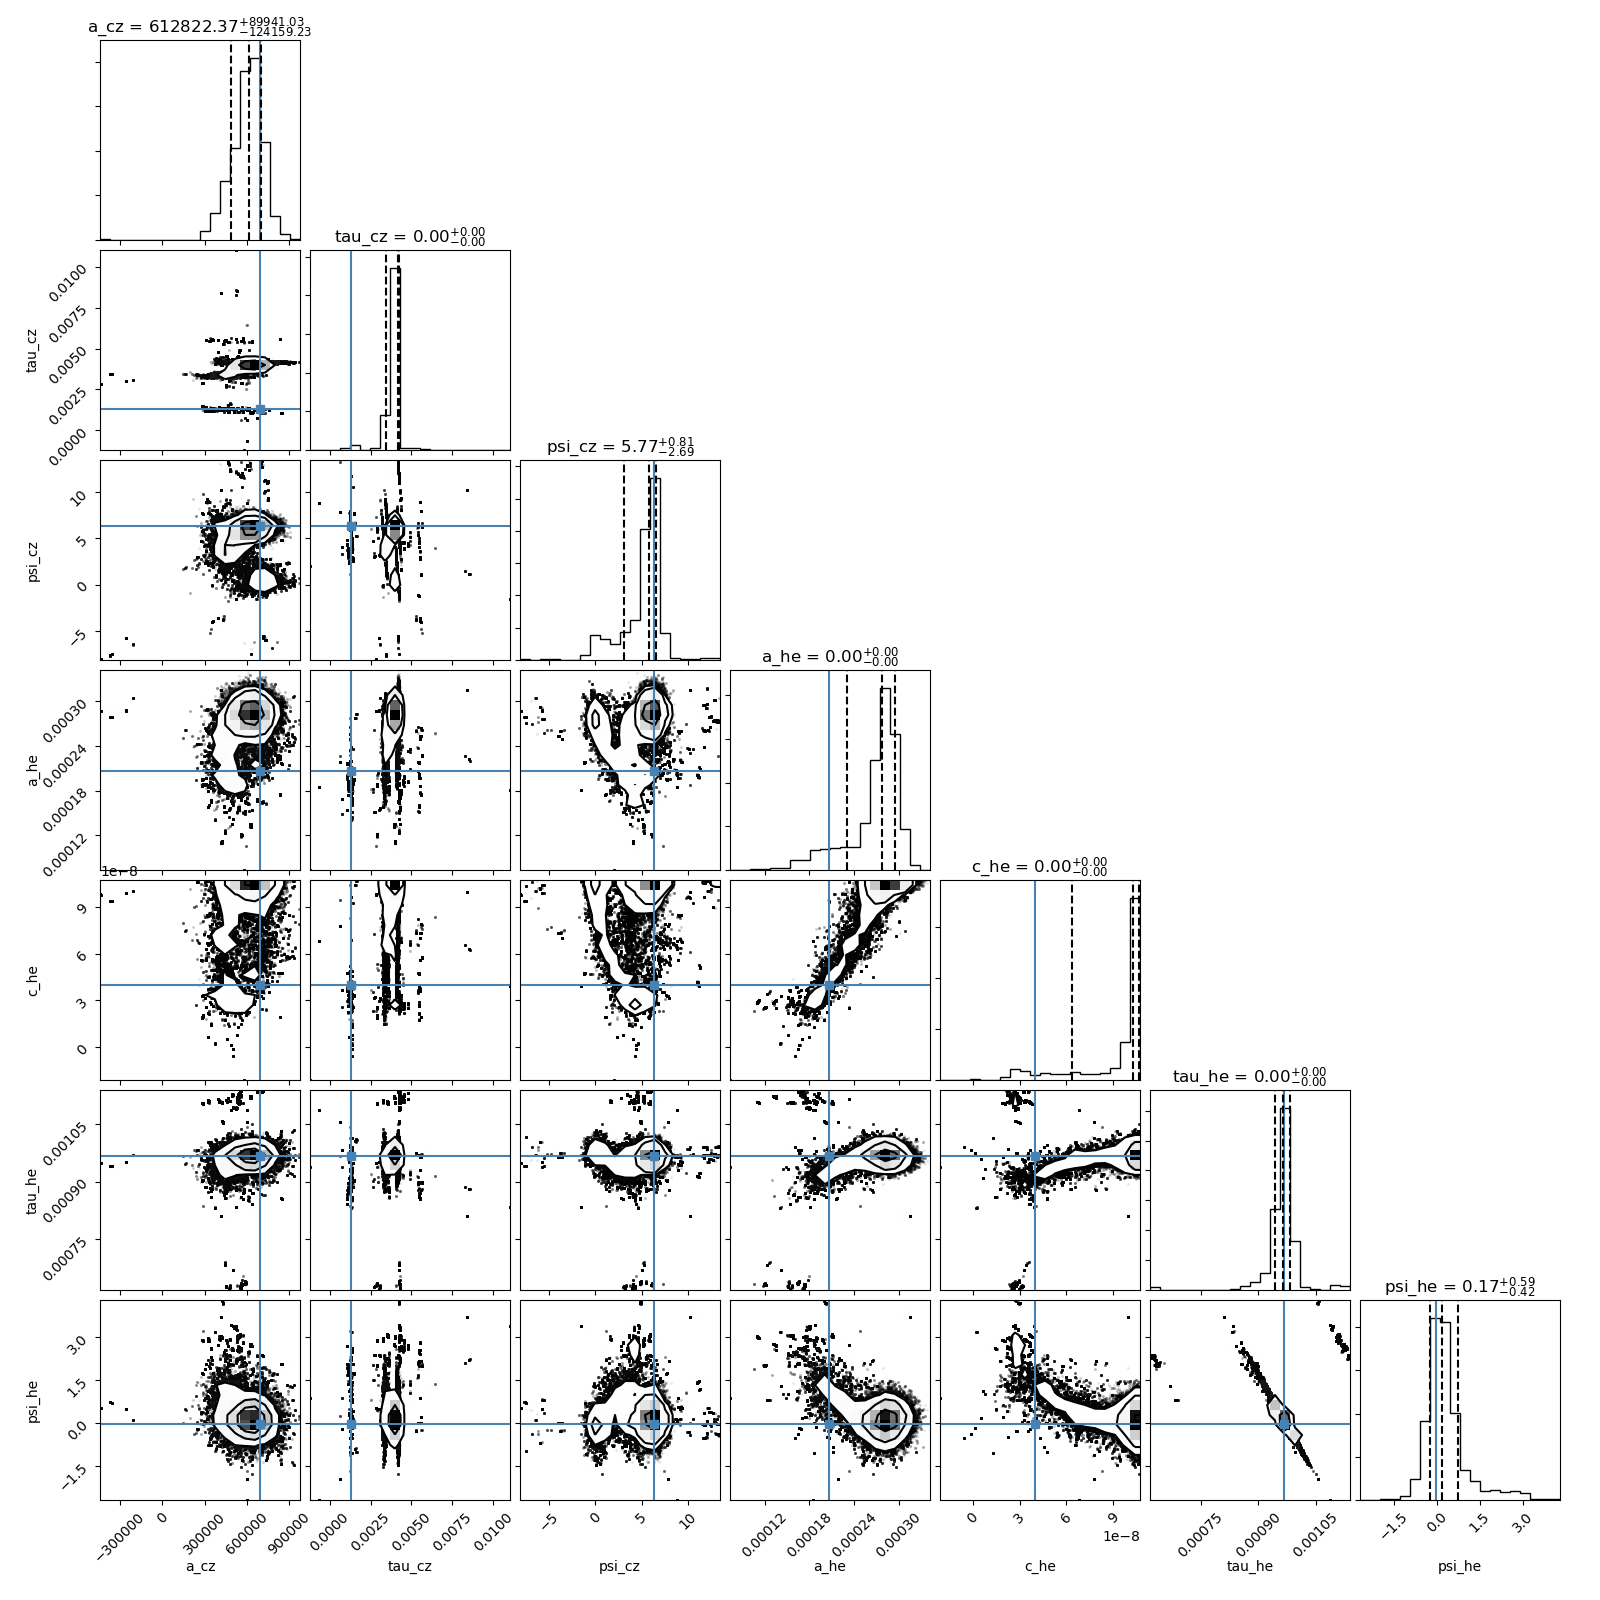 a_cz = 612822.37+89941.03−124159.23
tau_cz = 0.00+0.00−0.00
0.0100
0.0075
0.0050
0.0025
0.0000
tau_cz
psi_cz = 5.77+0.81−2.69
10
5
0
−5
psi_cz
a_he = 0.00+0.00−0.00
0.00030
0.00024
0.00018
0.00012
a_he
1e−8
c_he = 0.00+0.00−0.00
9
6
3
0
c_he
tau_he = 0.00+0.00−0.00
0.00105
0.00090
0.00075
tau_he
psi_he = 0.17+0.59−0.42
3.0
1.5
0.0
−1.5
psi_he
−300000 0 300000 600000 900000 0.0000 0.0025 0.0050 0.0075 0.0100 −5 0 5 10 0.00012 0.00018 0.00024 0.00030 0 3 6 9 0.00075 0.00090 0.00105 −1.5 0.0 1.5 3.0
1e−8
a_cz tau_cz psi_cz a_he c_he tau_he psi_he